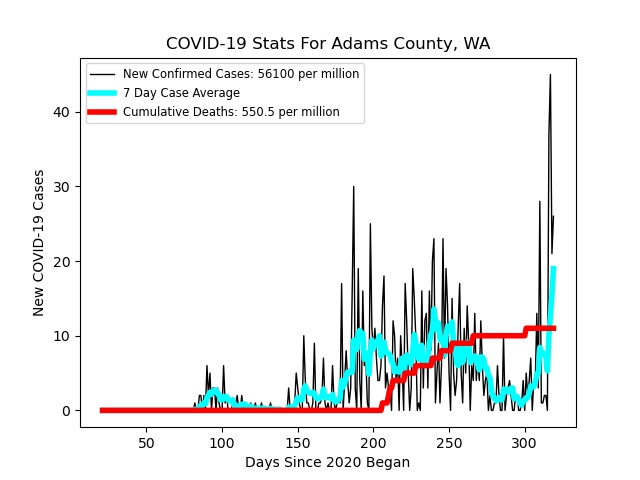 COVID-19 Stats For Adams County, WA
New Confirmed Cases: 56100 per million
7 Day Case Average
Cumulative Deaths: 550.5 per million
New COVID-19 Cases
40
30
20
10
0
50
100
150
200
250
300
Days Since 2020 Began